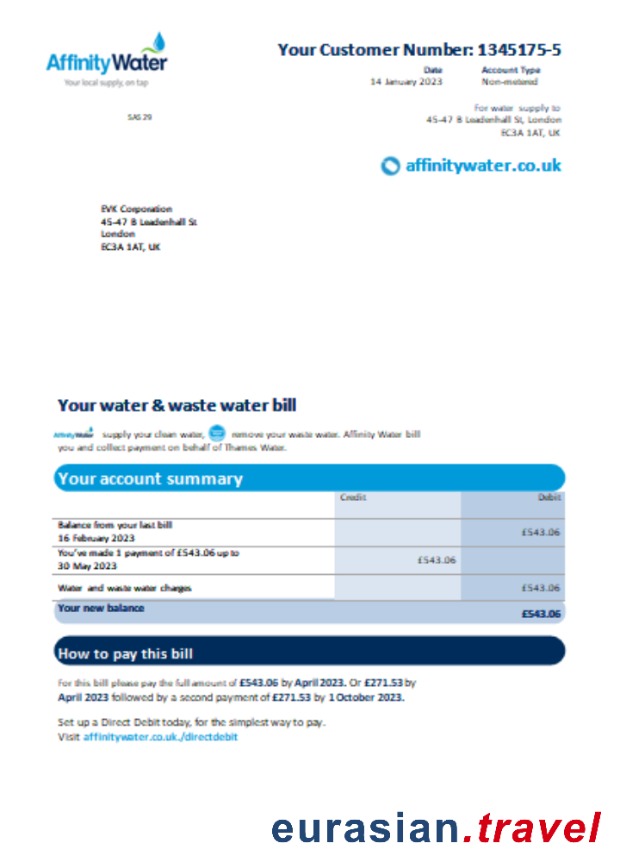 Affinity Water
Your local supply, on tap
Your Customer Number: 1345175-5
Date Account Type
14 January 2023 Non-metered
SAS 29
For water supply to
45-47 B Leadenhall St, London
EC3A 1AT, UK
affinitywater.co.uk
EVK Corporation
45-47 B Leadenhall St
London
EC3A 1AT, UK
Your water & waste water bill
AffinityWater supply your clean water, remove your waste water. Affinity Water bill
you and collect payment on behalf of Thames Water.
Your account summary
Credit Debit
Balance from your last bill
16 February 2023 £543.06
You've made 1 payment of £543.06 up to
30 May 2023 £543.06
Water and waste water charges £543.06
Your new balance £543.06
How to pay this bill
For this bill please pay the full amount of £543.06 by April 2023. Or £271.53 by
April 2023 followed by a second payment of £271.53 by 1 October 2023.
Set up a Direct Debit today, for the simplest way to pay.
Visit affinitywater.co.uk./directdebit
eurasian.travel